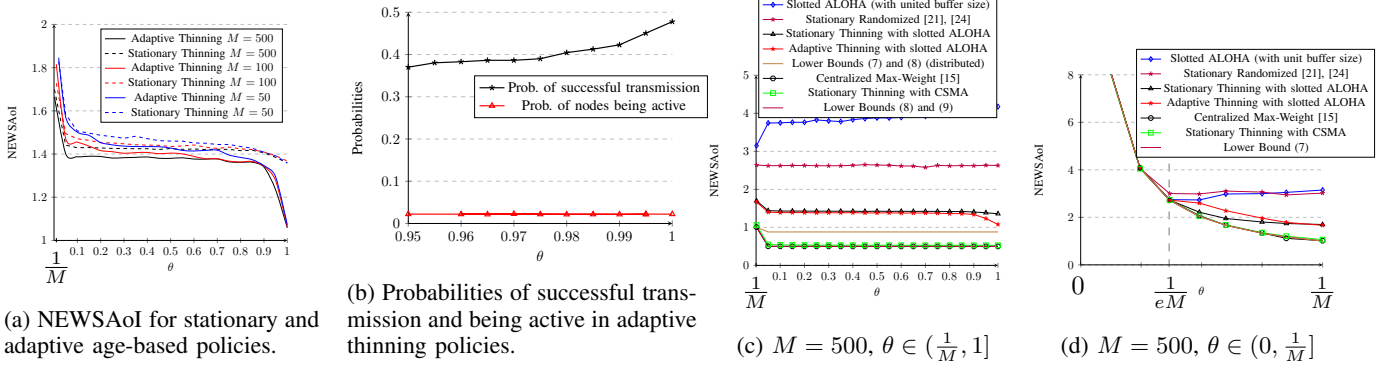 2
1.8
1.6
1.4
1.2
1
NEWSAoI
Adaptive Thinning M = 500
Stationary Thinning M = 500
Adaptive Thinning M = 100
Stationary Thinning M = 100
Adaptive Thinning M = 50
Stationary Thinning M = 50
1/M 0.1 0.2 0.3 0.4 0.5 0.6 0.7 0.8 0.9 1
θ
(a) NEWSAoI for stationary and
adaptive age-based policies.
0.5
0.4
0.3
0.2
0.1
0
Probabilities
Prob. of successful transmission
Prob. of nodes being active
0.95 0.96 0.97 0.98 0.99 1
θ
(b) Probabilities of successful trans-
mission and being active in adaptive
thinning policies.
Slotted ALOHA (with united buffer size)
Stationary Randomized [21], [24]
Stationary Thinning with slotted ALOHA
Adaptive Thinning with slotted ALOHA
Lower Bounds (7) and (8) (distributed)
Centralized Max-Weight [15]
Stationary Thinning with CSMA
Lower Bounds (8) and (9)
5
4
3
2
1
0
NEWSAoI
1/M 0.1 0.2 0.3 0.4 0.5 0.6 0.7 0.8 0.9 1
θ
(c) M = 500, θ ∈ (1/M, 1]
Slotted ALOHA (with unit buffer size)
Stationary Randomized [21], [24]
Stationary Thinning with slotted ALOHA
Adaptive Thinning with slotted ALOHA
Centralized Max-Weight [15]
Stationary Thinning with CSMA
Lower Bound (7)
8
6
4
2
0
NEWSAoI
0 1/eM θ 1/M
(d) M = 500, θ ∈ (0, 1/M]